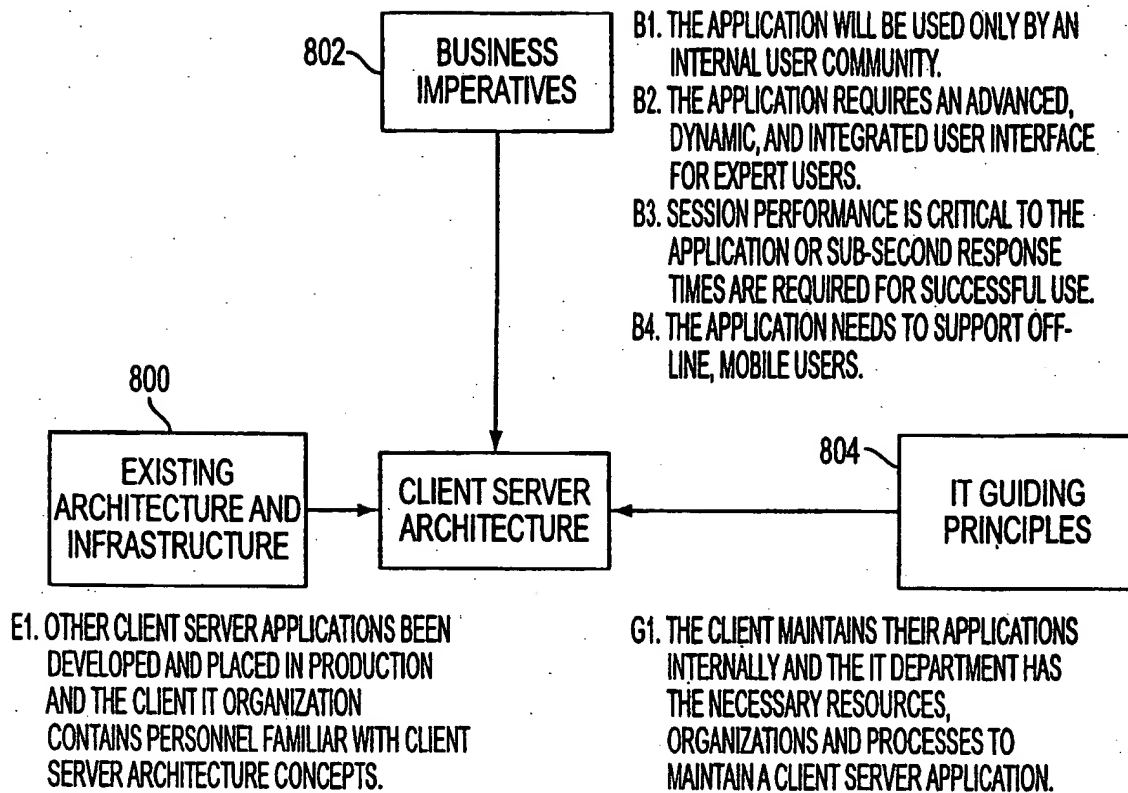 802
BUSINESS
IMPERATIVES
B1. THE APPLICATION WILL BE USED ONLY BY AN
INTERNAL USER COMMUNITY.
B2. THE APPLICATION REQUIRES AN ADVANCED,
DYNAMIC, AND INTEGRATED USER INTERFACE
FOR EXPERT USERS.
B3. SESSION PERFORMANCE IS CRITICAL TO THE
APPLICATION OR SUB-SECOND RESPONSE
TIMES ARE REQUIRED FOR SUCCESSFUL USE.
B4. THE APPLICATION NEEDS TO SUPPORT OFF-
LINE, MOBILE USERS.
800
EXISTING
ARCHITECTURE AND
INFRASTRUCTURE
CLIENT SERVER
ARCHITECTURE
804
IT GUIDING
PRINCIPLES
E1. OTHER CLIENT SERVER APPLICATIONS BEEN
DEVELOPED AND PLACED IN PRODUCTION
AND THE CLIENT IT ORGANIZATION
CONTAINS PERSONNEL FAMILIAR WITH CLIENT
SERVER ARCHITECTURE CONCEPTS.
G1. THE CLIENT MAINTAINS THEIR APPLICATIONS
INTERNALLY AND THE IT DEPARTMENT HAS
THE NECESSARY RESOURCES,
ORGANIZATIONS AND PROCESSES TO
MAINTAIN A CLIENT SERVER APPLICATION.